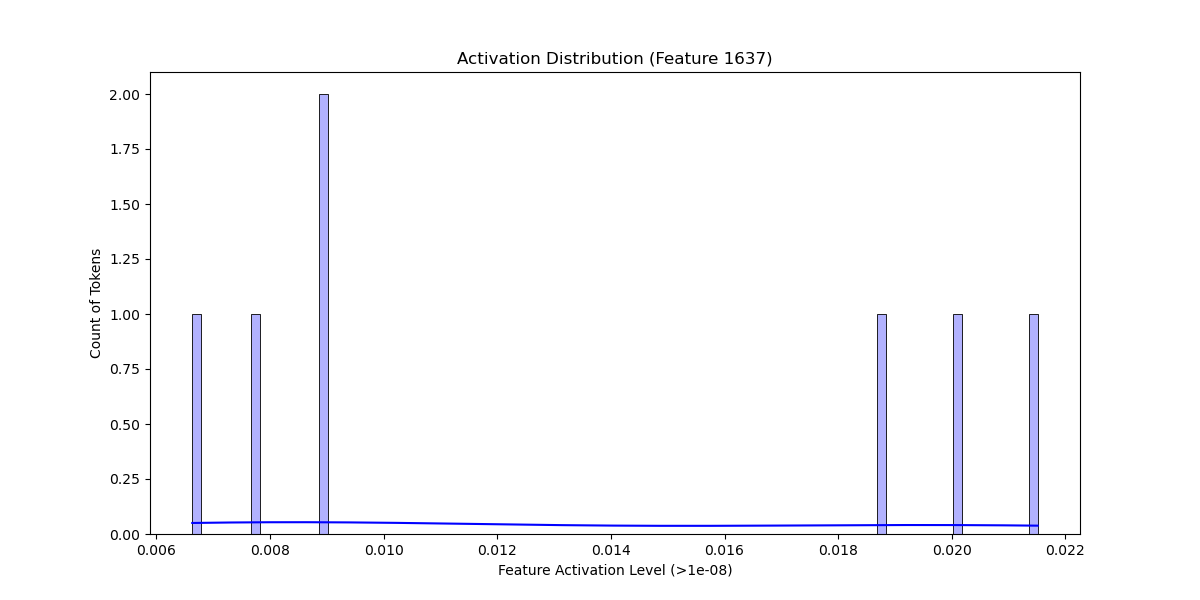 Activation Distribution (Feature 1637)
2.00
1.75
1.50
1.25
1.00
0.75
0.50
0.25
0.00
Count of Tokens
0.006 0.008 0.010 0.012 0.014 0.016 0.018 0.020 0.022
Feature Activation Level (>1e-08)